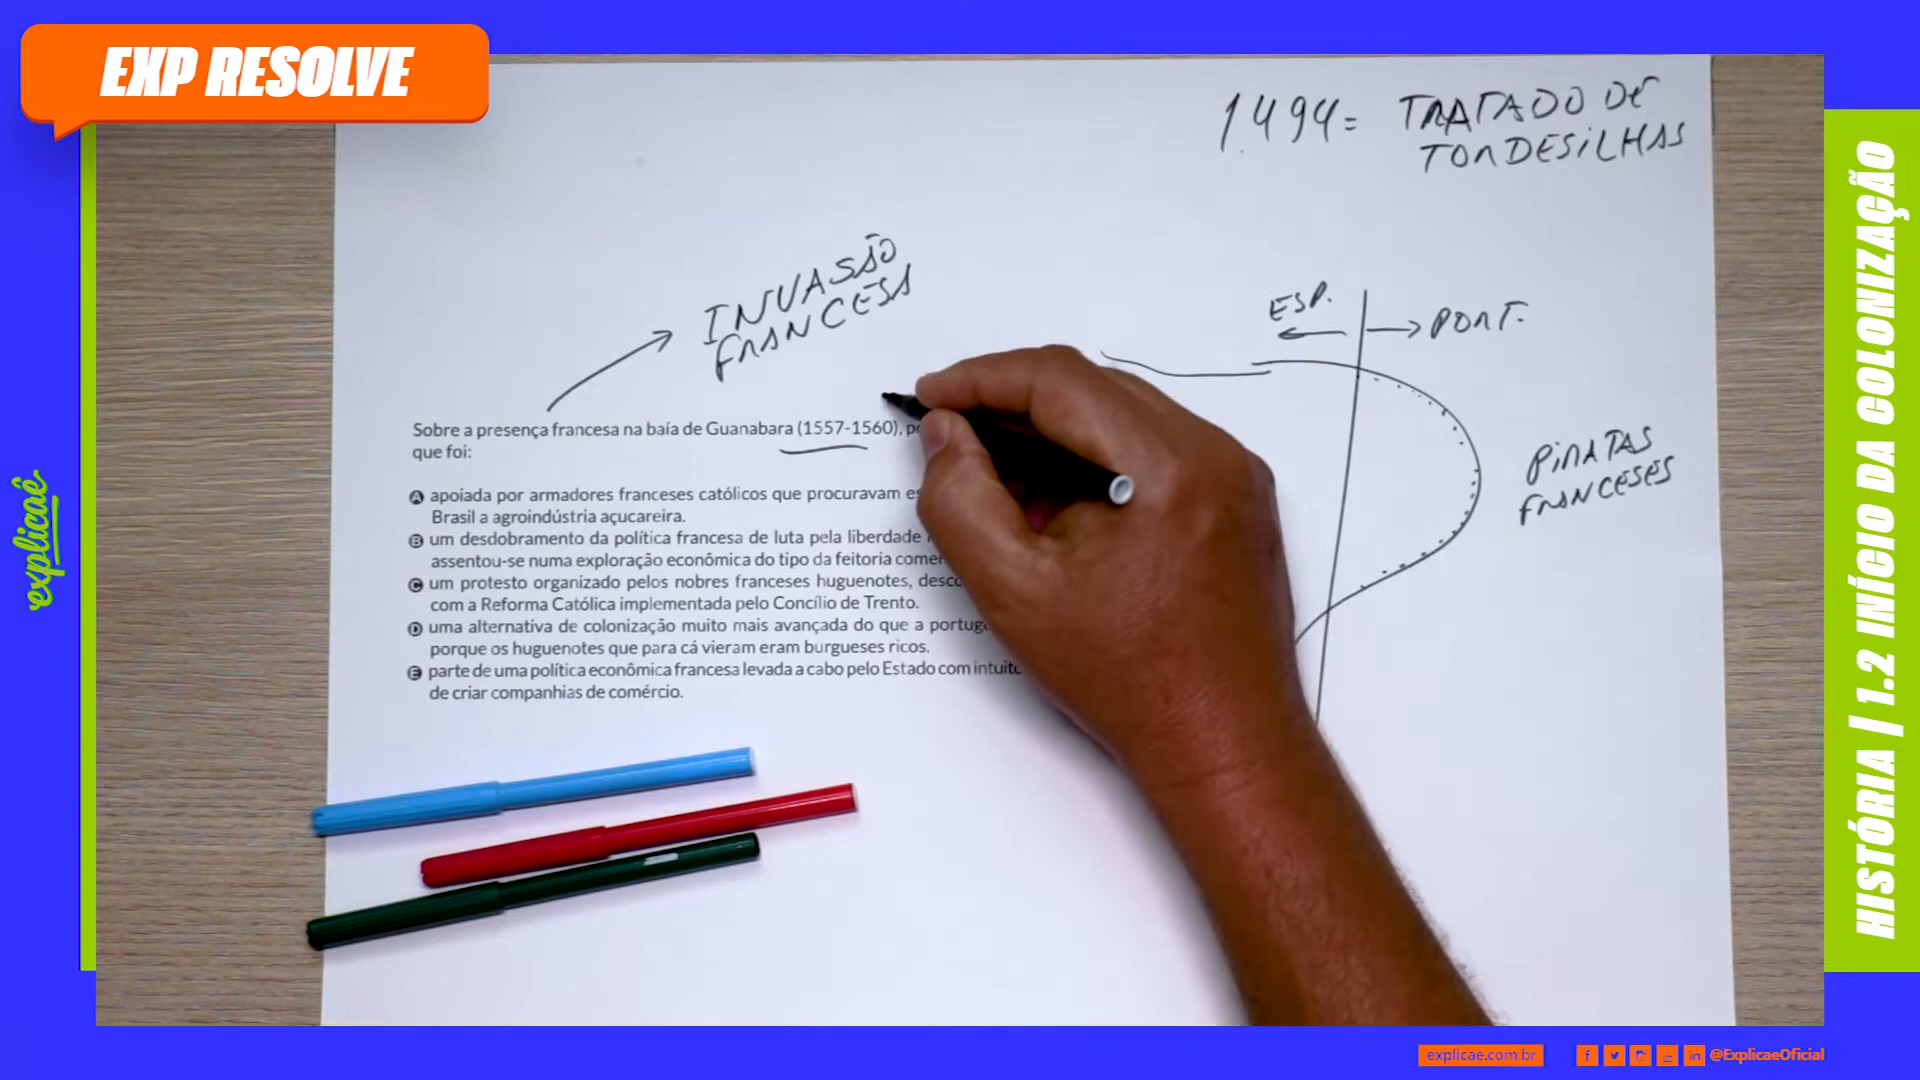 EXP RESOLVE
1494= TRATADO DE
TORDESILHAS
INVASÃO
FRANCESA
ESP.
PORT.
PIRATAS
FRANCESES
Sobre a presença francesa na baía de Guanabara (1557-1560),
que foi:
A apoiada por armadores franceses católicos que procuravam
Brasil a agroindústria açucareira.
B um desdobramento da política francesa de luta pela liberdade
assentou-se numa exploração econômica do tipo da feitoria
C um protesto organizado pelos nobres franceses huguenotes,
com a Reforma Católica implementada pelo Concílio de Trento.
D uma alternativa de colonização muito mais avançada do que a
porque os huguenotes que para cá vieram eram burgueses ricos.
E parte de uma política econômica francesa levada a cabo pelo Estado com intuito
de criar companhias de comércio.
explicaê
HISTÓRIA | 1.2 INÍCIO DA COLONIZAÇÃO
explicae.com.br
@ExplicaeOficial